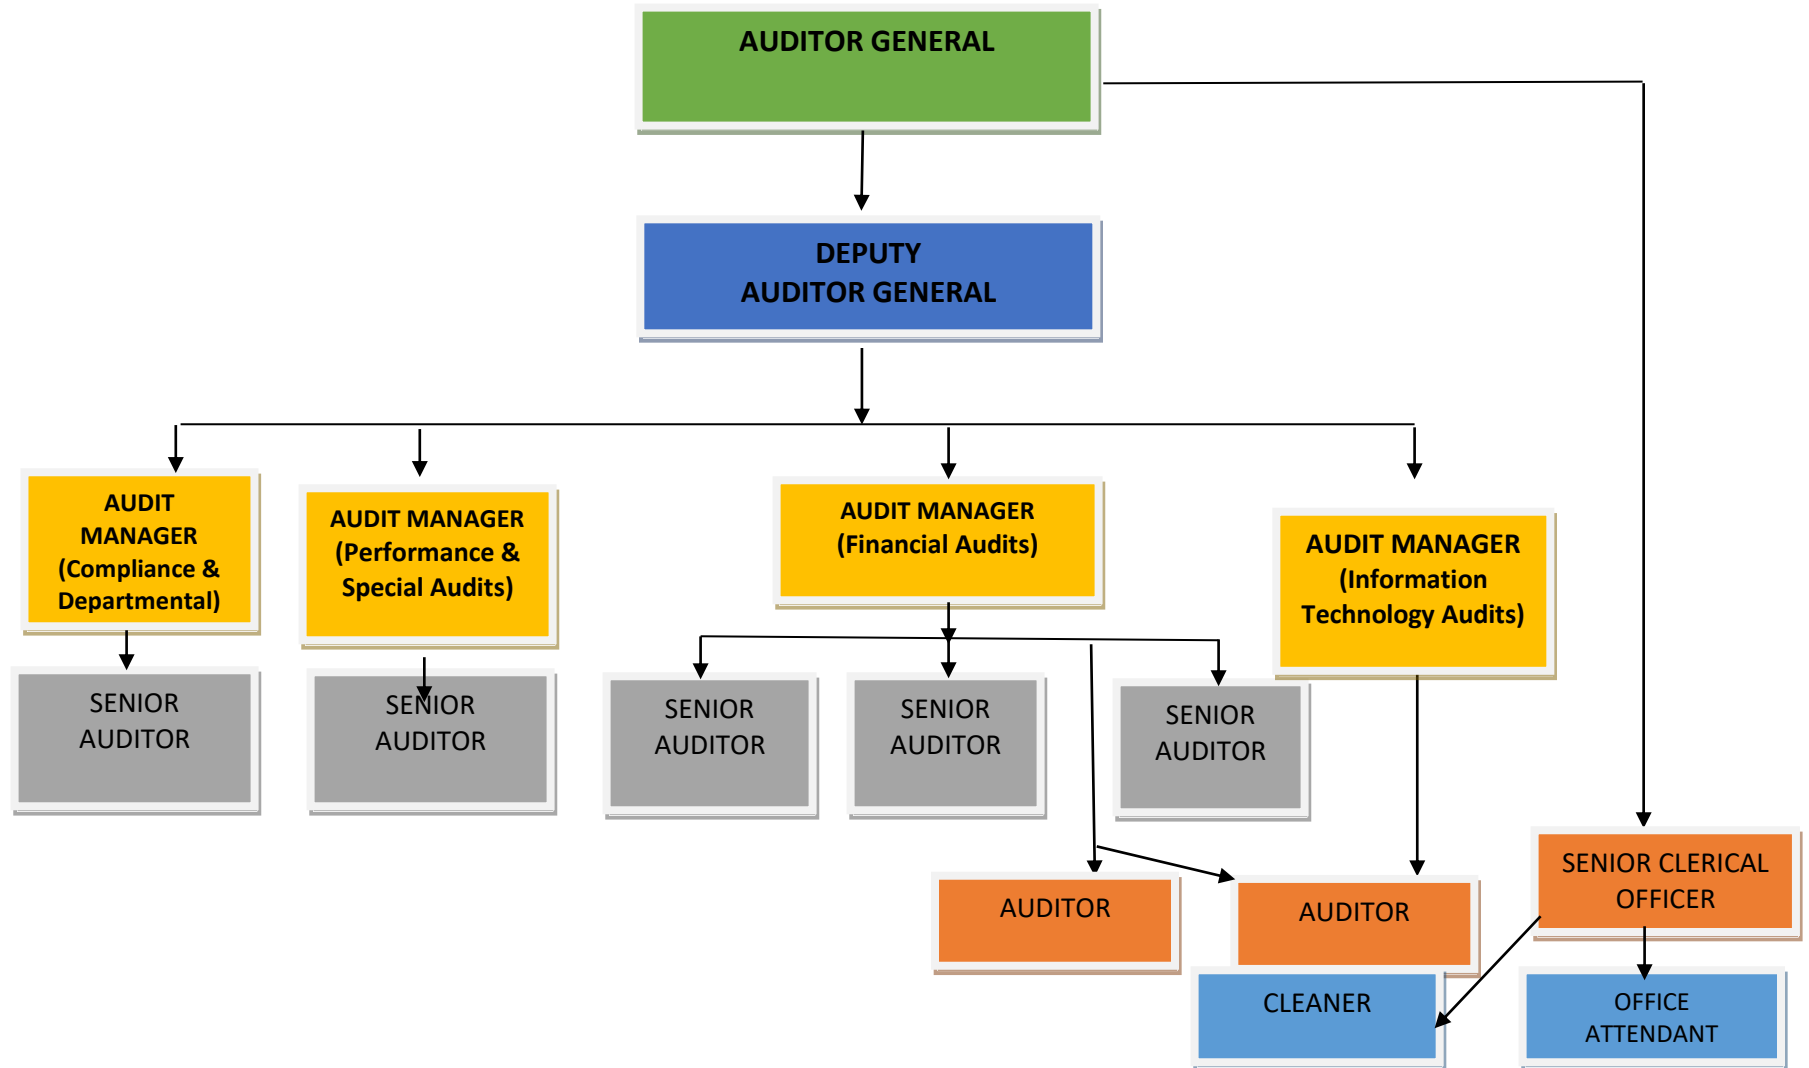 AUDITOR GENERAL
DEPUTY
AUDITOR GENERAL
AUDIT
MANAGER
(Compliance &
Departmental)
AUDIT MANAGER
(Performance &
Special Audits)
AUDIT MANAGER
(Financial Audits)
AUDIT MANAGER
(Information
Technology Audits)
SENIOR
AUDITOR
SENIOR
AUDITOR
SENIOR
AUDITOR
SENIOR
AUDITOR
SENIOR
AUDITOR
AUDITOR
AUDITOR
SENIOR CLERICAL
OFFICER
CLEANER
OFFICE
ATTENDANT